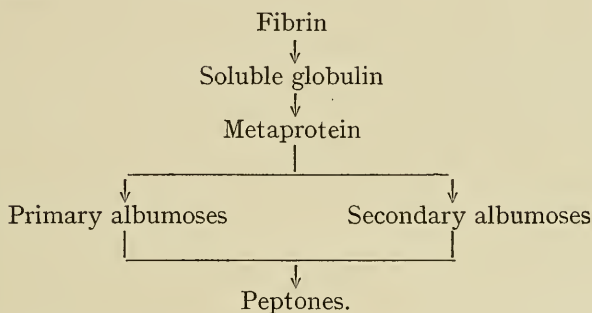 Fibrin
Soluble globulin
Metaprotein
Primary albumoses Secondary albumoses
Peptones.